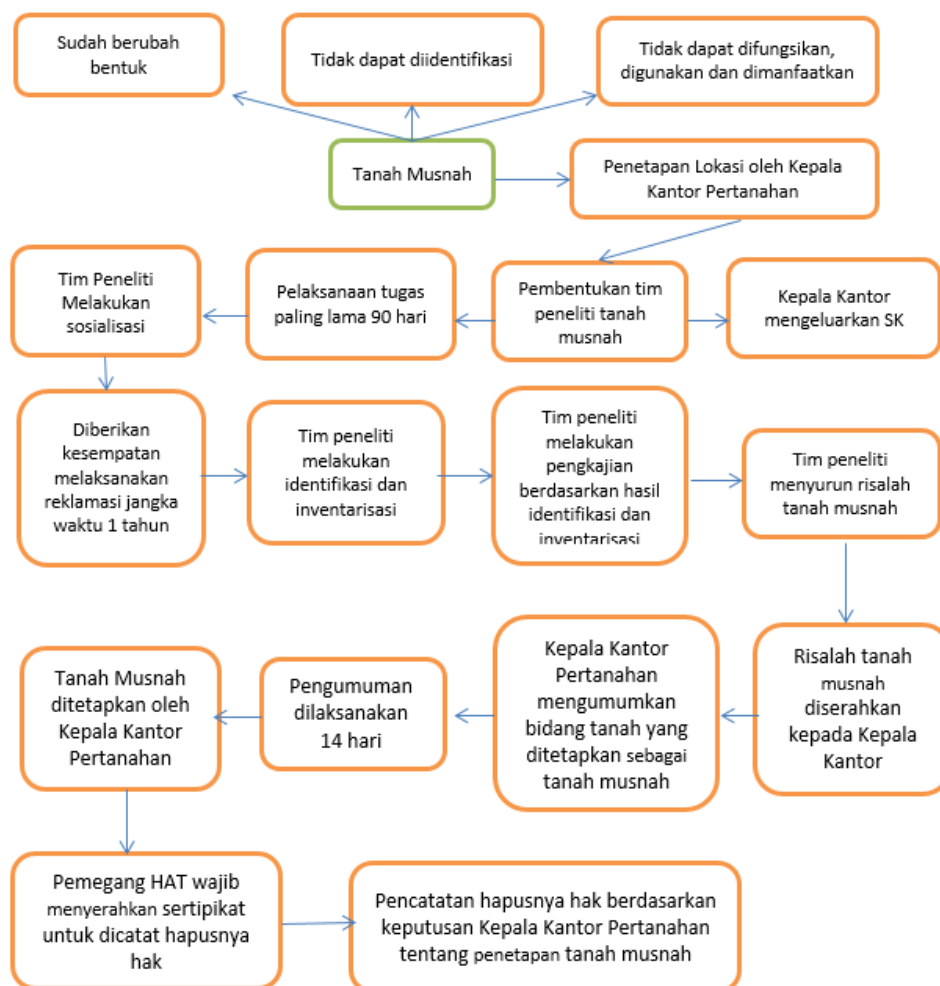 Sudah berubah
bentuk
Tidak dapat diidentifikasi
Tidak dapat difungsikan,
digunakan dan dimanfaatkan
Tanah Musnah
Penetapan Lokasi oleh Kepala
Kantor Pertanahan
Tim Peneliti
Melakukan
sosialisasi
Pelaksanaan tugas
paling lama 90 hari
Pembentukan tim
peneliti tanah
musnah
Kepala Kantor
mengeluarkan SK
Diberikan
kesempatan
melaksanakan
reklamasi jangka
waktu 1 tahun
Tim peneliti
melakukan
identifikasi dan
inventarisasi
Tim peneliti
melakukan
pengkajian
berdasarkan hasil
identifikasi dan
inventarisasi
Tim peneliti
menyurun risalah
tanah musnah
Tanah Musnah
ditetapkan oleh
Kepala Kantor
Pertanahan
Pengumuman
dilaksanakan
14 hari
Kepala Kantor
Pertanahan
mengumumkan
bidang tanah yang
ditetapkan sebagai
tanah musnah
Risalah tanah
musnah
diserahkan
kepada Kepala
Kantor
Pemegang HAT wajib
menyerahkan sertipikat
untuk dicatat hapusnya
hak
Pencatatan hapusnya hak berdasarkan
keputusan Kepala Kantor Pertanahan
tentang penetapan tanah musnah